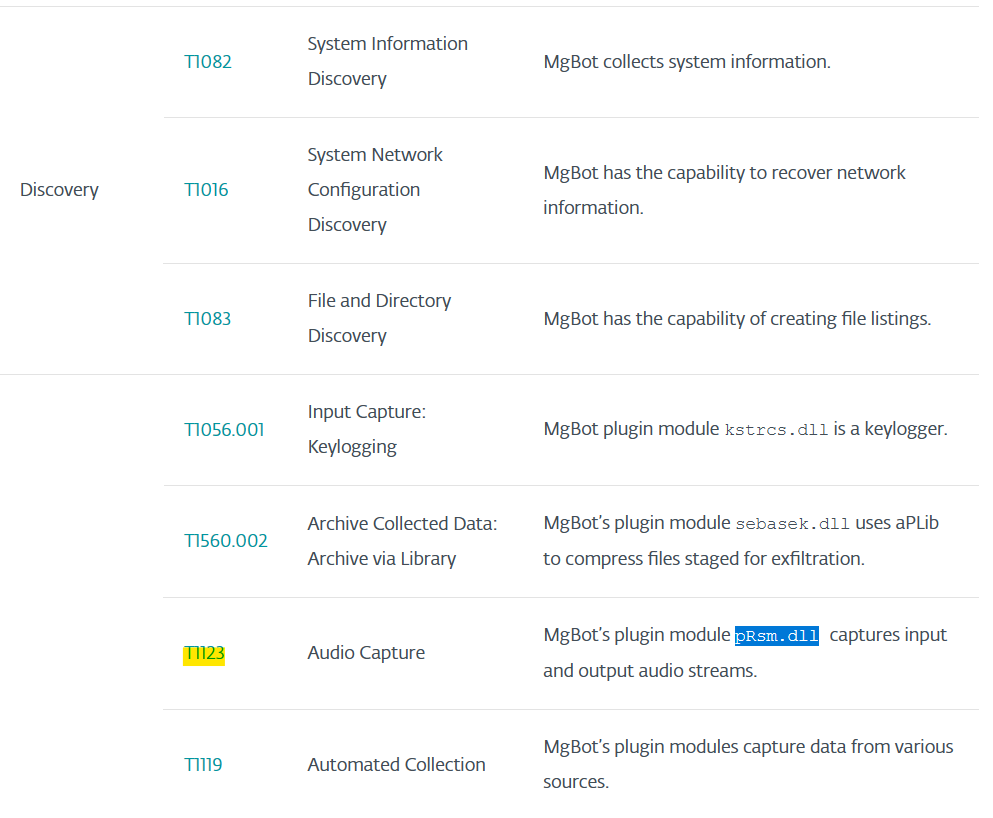 T1082
System Information
Discovery
MgBot collects system information.
Discovery
T1016
System Network
Configuration
Discovery
MgBot has the capability to recover network
information.
T1083
File and Directory
Discovery
MgBot has the capability of creating file listings.
T1056.001
Input Capture:
Keylogging
MgBot plugin module kstrcs.dll is a keylogger.
T1560.002
Archive Collected Data:
Archive via Library
MgBot’s plugin module sebasek.dll uses aPLib
to compress files staged for exfiltration.
T1123
Audio Capture
MgBot’s plugin module pRsm.dll captures input
and output audio streams.
T1119
Automated Collection
MgBot’s plugin modules capture data from various
sources.